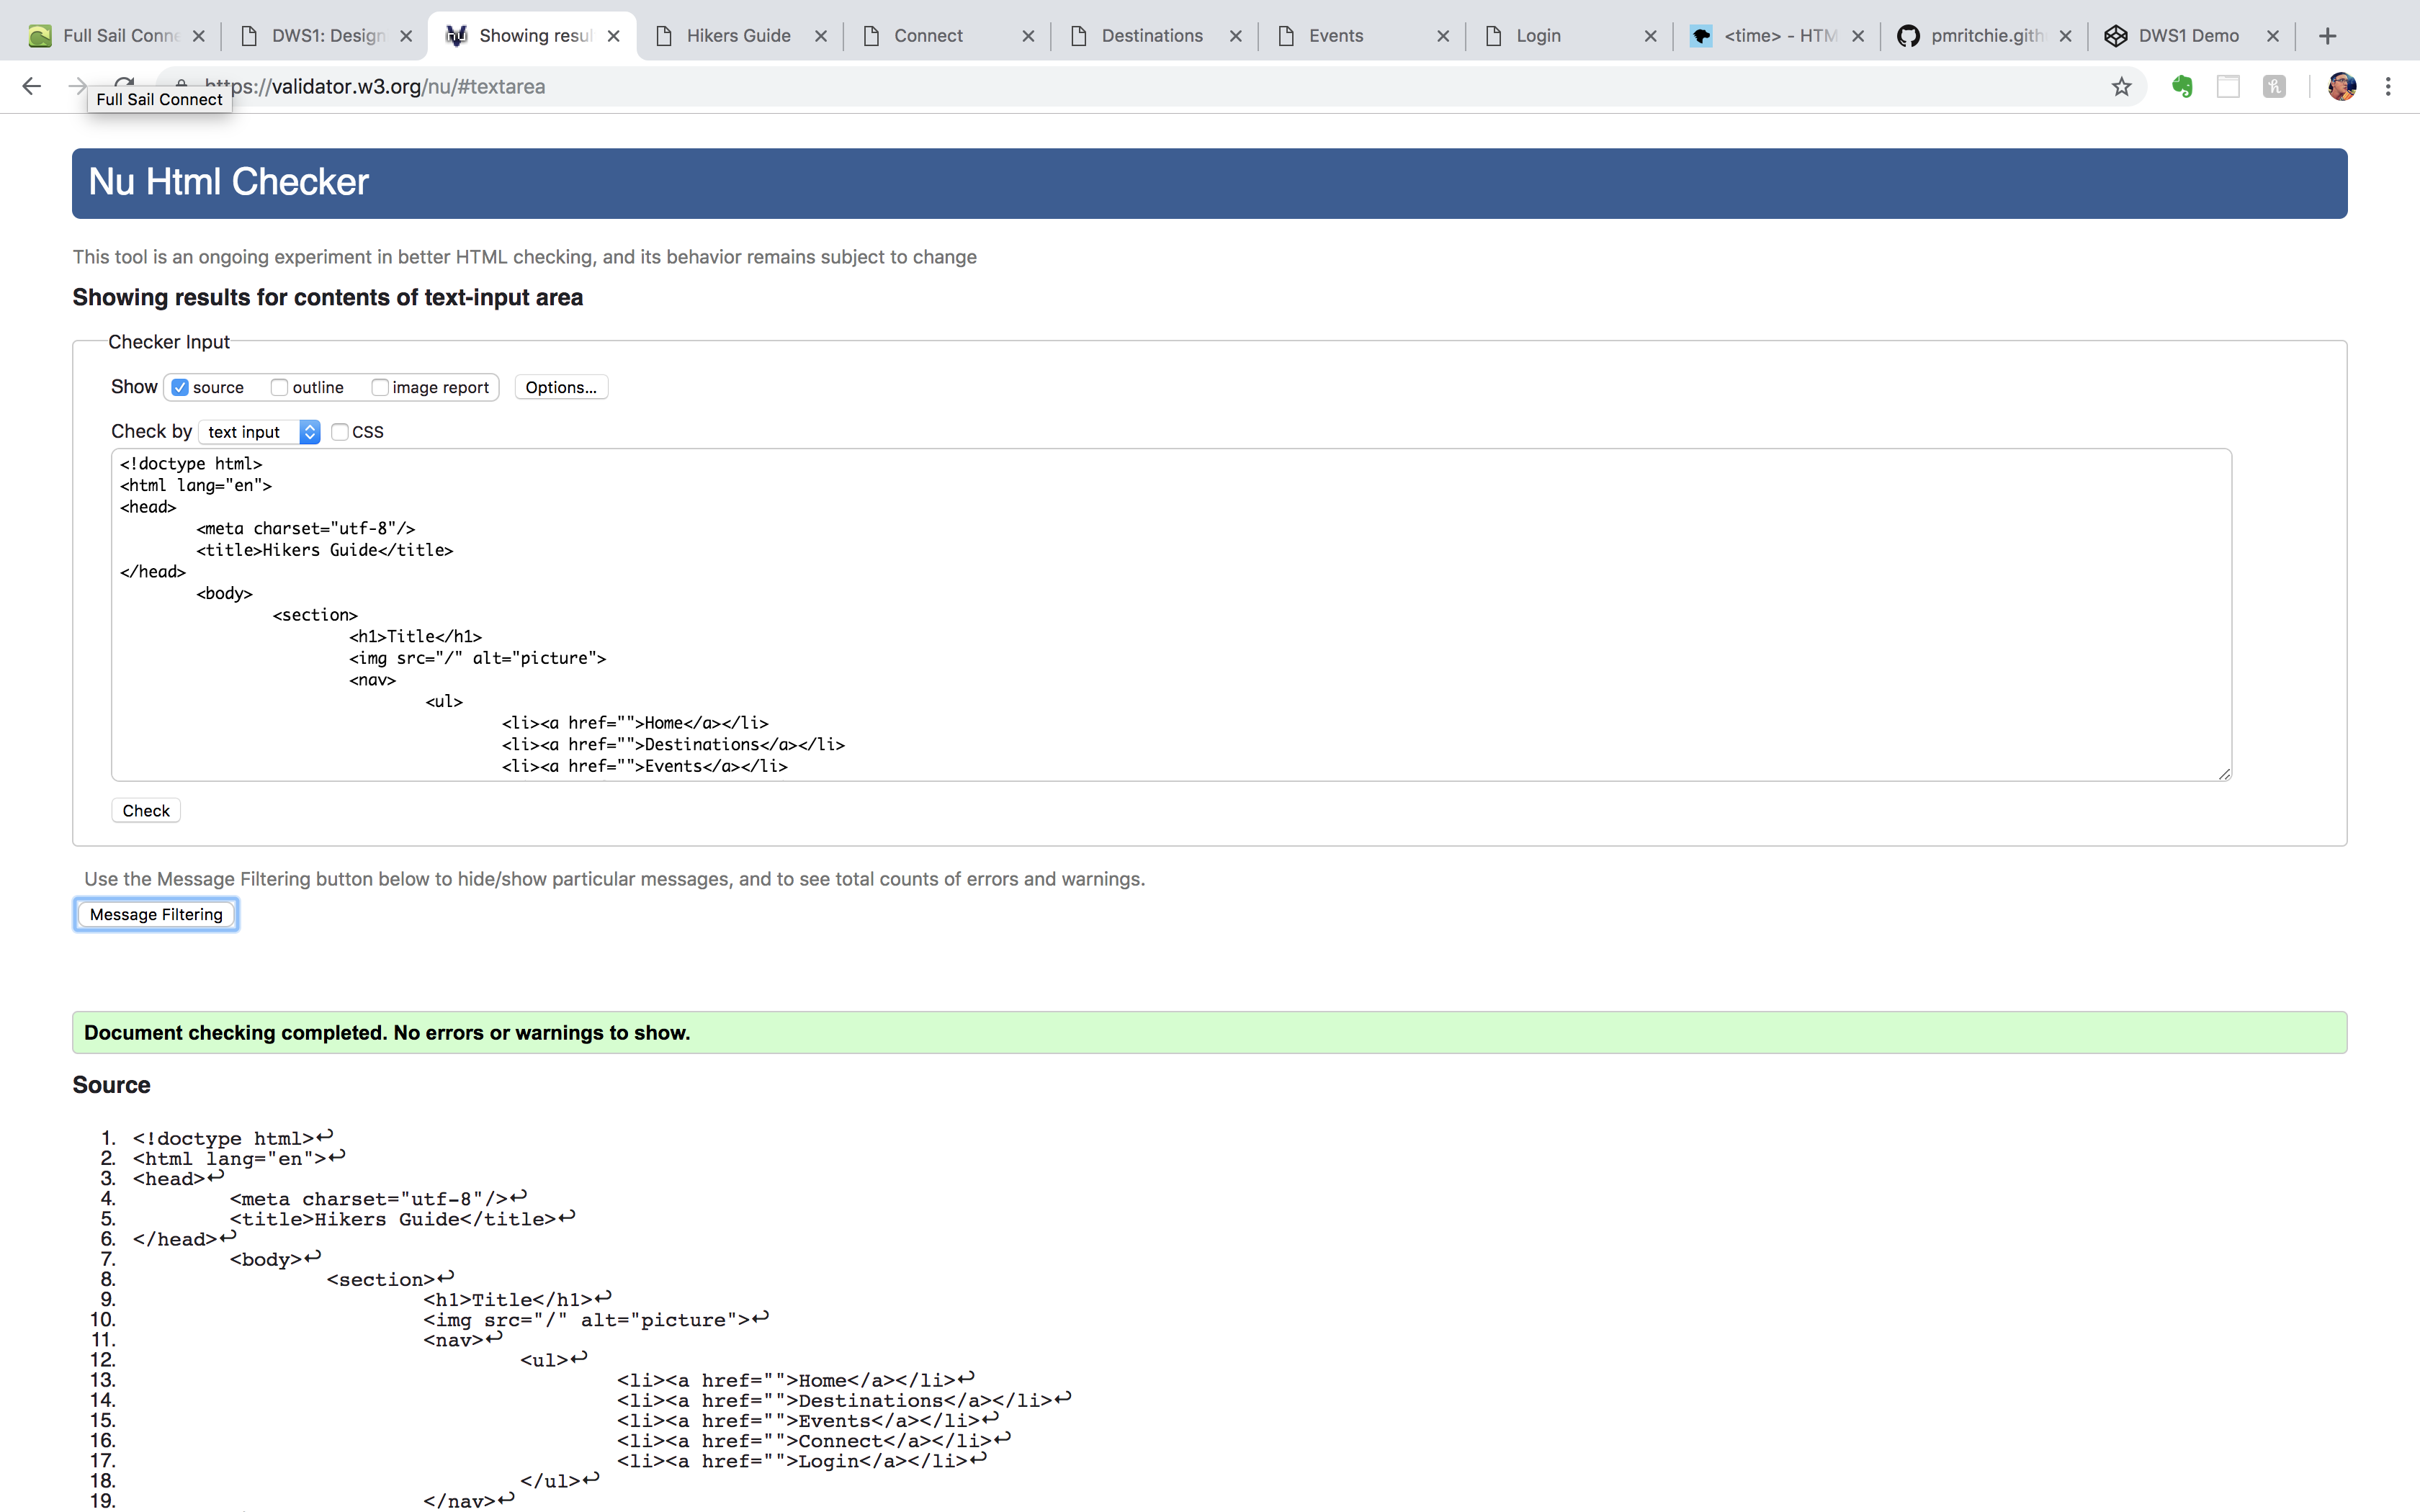 Full Sail Conne
DWS1: Design
Showing resul
Hikers Guide
Connect
Destinations
Events
Login
<time> - HTM
pmritchie.gith
DWS1 Demo
https://validator.w3.org/nu/#textarea
Full Sail Connect
Nu Html Checker
This tool is an ongoing experiment in better HTML checking, and its behavior remains subject to change
Showing results for contents of text-input area
Checker Input
Show source outline image report Options...
Check by text input CSS
<!doctype html>
<html lang="en">
<head>
<meta charset="utf-8"/>
<title>Hikers Guide</title>
</head>
<body>
<section>
<h1>Title</h1>
<img src="/" alt="picture">
<nav>
<ul>
<li><a href="">Home</a></li>
<li><a href="">Destinations</a></li>
<li><a href="">Events</a></li>
Check
Use the Message Filtering button below to hide/show particular messages, and to see total counts of errors and warnings.
Message Filtering
Document checking completed. No errors or warnings to show.
Source
1. <!doctype html>↩
2. <html lang="en">↩
3. <head>↩
4. <meta charset="utf-8"/>↩
5. <title>Hikers Guide</title>↩
6. </head>↩
7. <body>↩
8. <section>↩
9. <h1>Title</h1>↩
10. <img src="/" alt="picture">↩
11. <nav>↩
12. <ul>↩
13. <li><a href="">Home</a></li>↩
14. <li><a href="">Destinations</a></li>↩
15. <li><a href="">Events</a></li>↩
16. <li><a href="">Connect</a></li>↩
17. <li><a href="">Login</a></li>↩
18. </ul>↩
19. </nav>↩